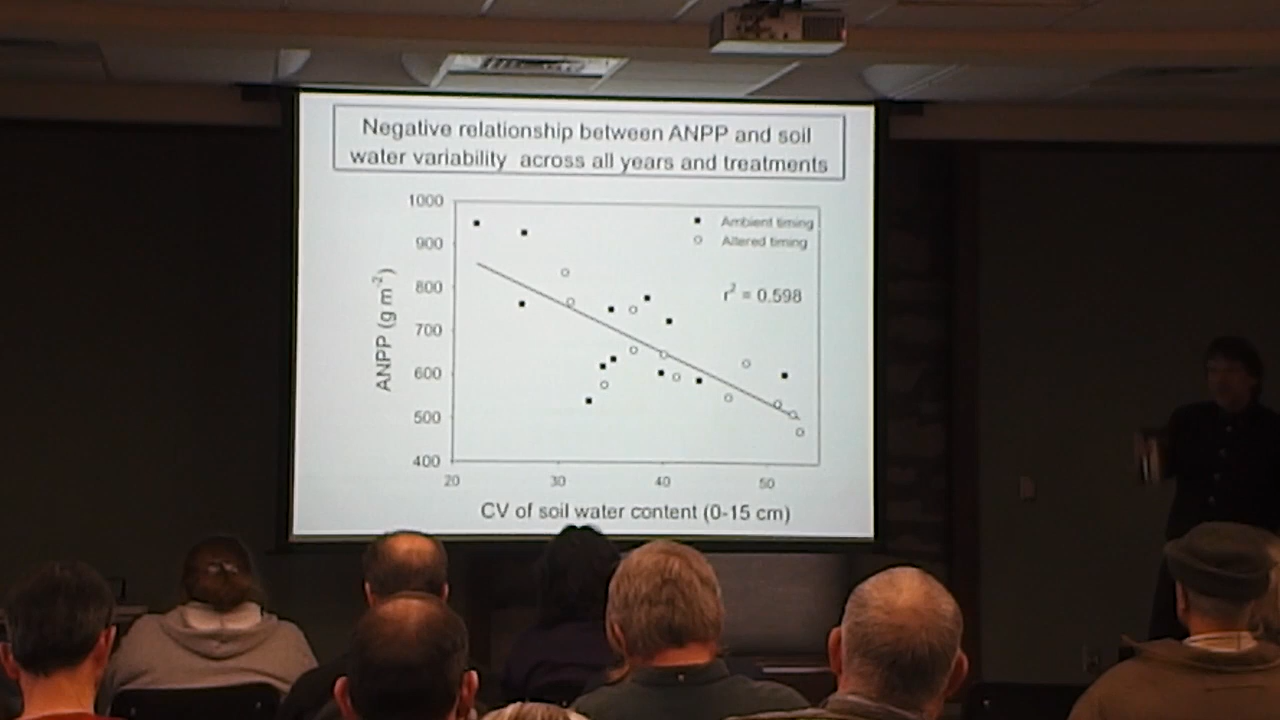 Negative relationship between ANPP and soil
water variability across all years and treatments
1000
900
800
700
600
500
400
ANPP (g m⁻²)
Ambient timing
Altered timing
r² = 0.598
20 30 40 50
CV of soil water content (0-15 cm)